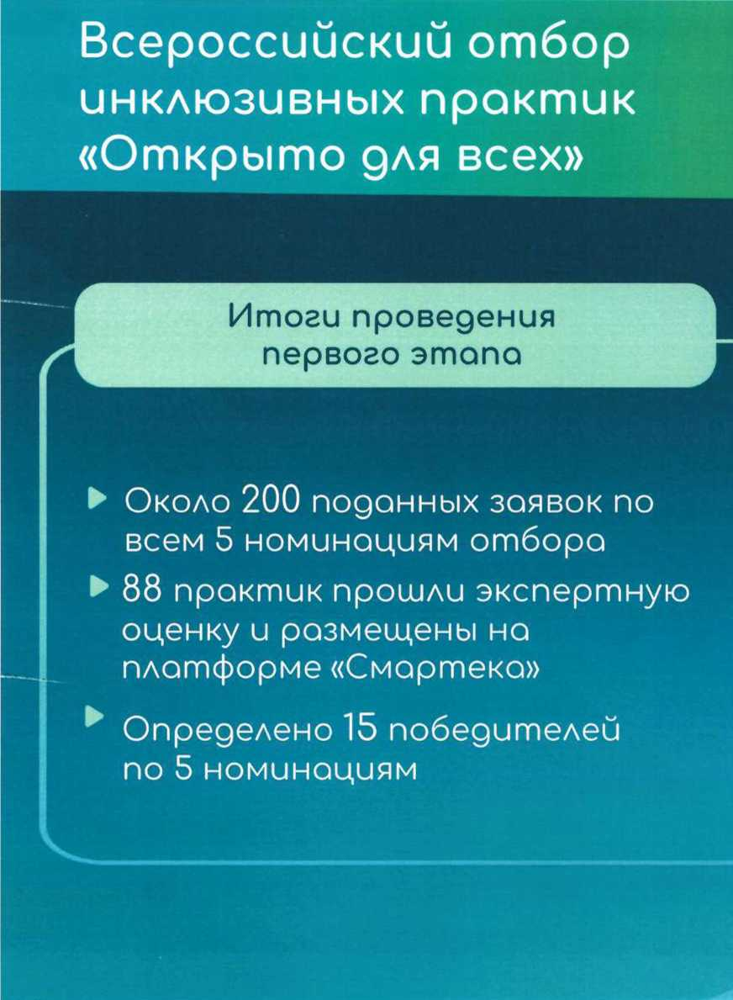 Всероссийский отбор
инклюзивных практик
«Открыто для всех»
Итоги проведения
первого этапа
Около 200 поданных заявок по
всем 5 номинациям отбора
88 практик прошли экспертную
оценку и размещены на
платформе «Смартека»
Определено 15 победителей
по 5 номинациям